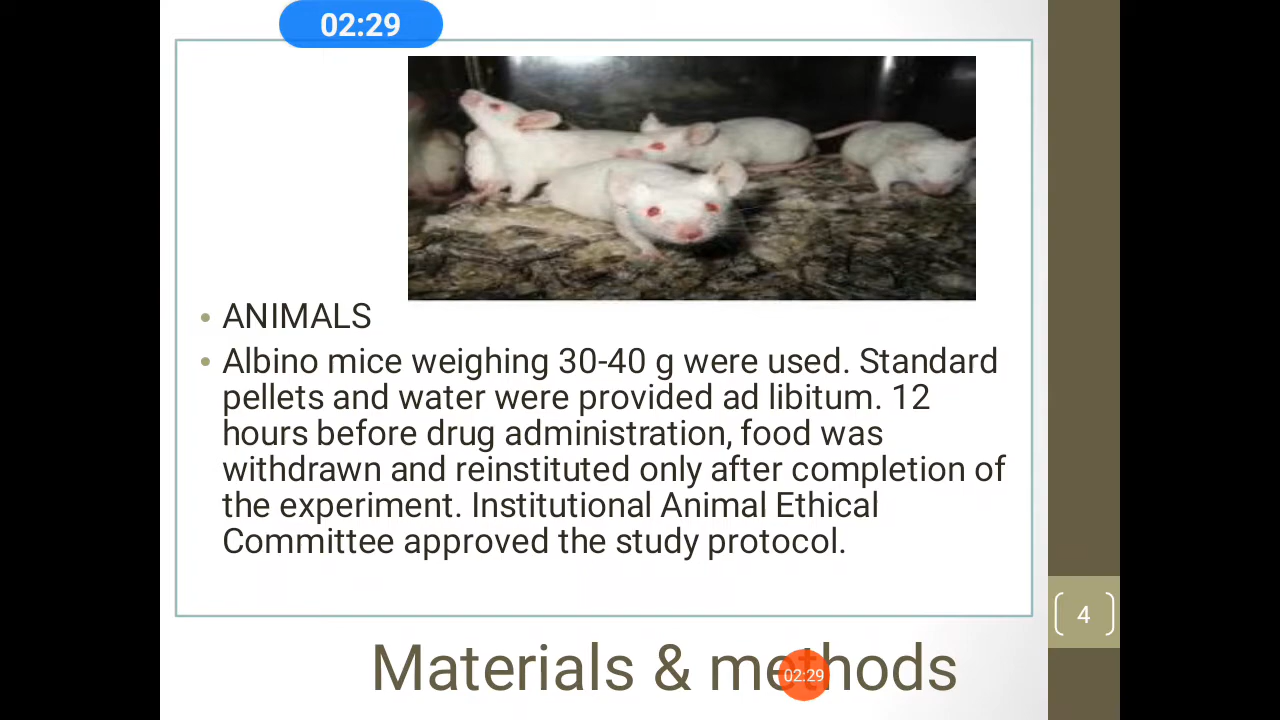 02:29
• ANIMALS
• Albino mice weighing 30-40 g were used. Standard
pellets and water were provided ad libitum. 12
hours before drug administration, food was
withdrawn and reinstituted only after completion of
the experiment. Institutional Animal Ethical
Committee approved the study protocol.
4
Materials & methods
02:29